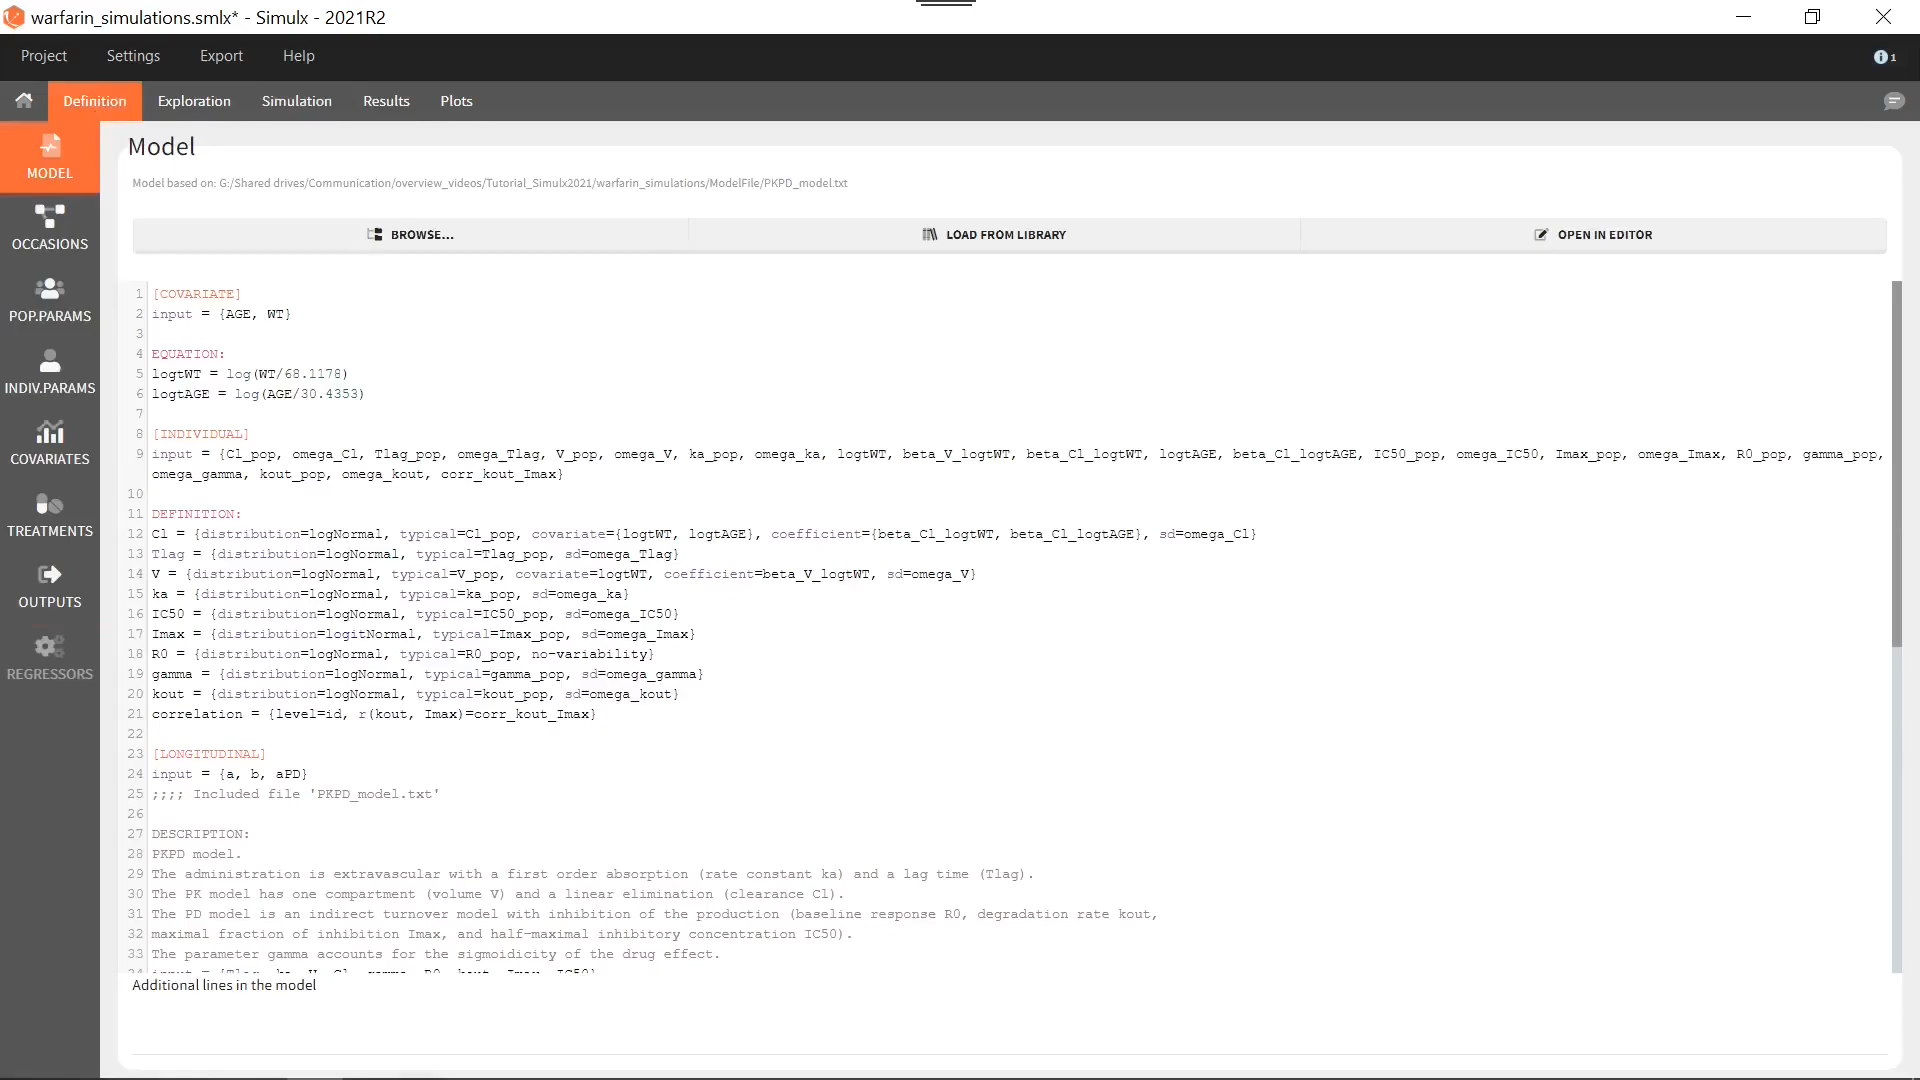 warfarin_simulations.smlx* - Simulx - 2021R2
Project Settings Export Help
1
Definition Exploration Simulation Results Plots
MODEL
OCCASIONS
POP.PARAMS
INDIV.PARAMS
COVARIATES
TREATMENTS
OUTPUTS
REGRESSORS
Model
Model based on: G:/Shared drives/Communication/overview_videos/Tutorial_Simulx2021/warfarin_simulations/ModelFile/PKPD_model.txt
BROWSE... LOAD FROM LIBRARY OPEN IN EDITOR
1 [COVARIATE]
2 input = {AGE, WT}
3
4 EQUATION:
5 logtWT = log(WT/68.1178)
6 logtAGE = log(AGE/30.4353)
7
8 [INDIVIDUAL]
9 input = {Cl_pop, omega_Cl, Tlag_pop, omega_Tlag, V_pop, omega_V, ka_pop, omega_ka, logtWT, beta_V_logtWT, beta_Cl_logtWT, logtAGE, beta_Cl_logtAGE, IC50_pop, omega_IC50, Imax_pop, omega_Imax, R0_pop, gamma_pop,
omega_gamma, kout_pop, omega_kout, corr_kout_Imax}
10
11 DEFINITION:
12 Cl = {distribution=logNormal, typical=Cl_pop, covariate={logtWT, logtAGE}, coefficient={beta_Cl_logtWT, beta_Cl_logtAGE}, sd=omega_Cl}
13 Tlag = {distribution=logNormal, typical=Tlag_pop, sd=omega_Tlag}
14 V = {distribution=logNormal, typical=V_pop, covariate=logtWT, coefficient=beta_V_logtWT, sd=omega_V}
15 ka = {distribution=logNormal, typical=ka_pop, sd=omega_ka}
16 IC50 = {distribution=logNormal, typical=IC50_pop, sd=omega_IC50}
17 Imax = {distribution=logitNormal, typical=Imax_pop, sd=omega_Imax}
18 R0 = {distribution=logNormal, typical=R0_pop, no-variability}
19 gamma = {distribution=logNormal, typical=gamma_pop, sd=omega_gamma}
20 kout = {distribution=logNormal, typical=kout_pop, sd=omega_kout}
21 correlation = {level=id, r(kout, Imax)=corr_kout_Imax}
22
23 [LONGITUDINAL]
24 input = {a, b, aPD}
25 ;;;; Included file 'PKPD_model.txt'
26
27 DESCRIPTION:
28 PKPD model.
29 The administration is extravascular with a first order absorption (rate constant ka) and a lag time (Tlag).
30 The PK model has one compartment (volume V) and a linear elimination (clearance Cl).
31 The PD model is an indirect turnover model with inhibition of the production (baseline response R0, degradation rate kout,
32 maximal fraction of inhibition Imax, and half-maximal inhibitory concentration IC50).
33 The parameter gamma accounts for the sigmoidicity of the drug effect.
34 input = {Tlag, ka, V, Cl, gamma, R0, kout, Imax, IC50}
Additional lines in the model